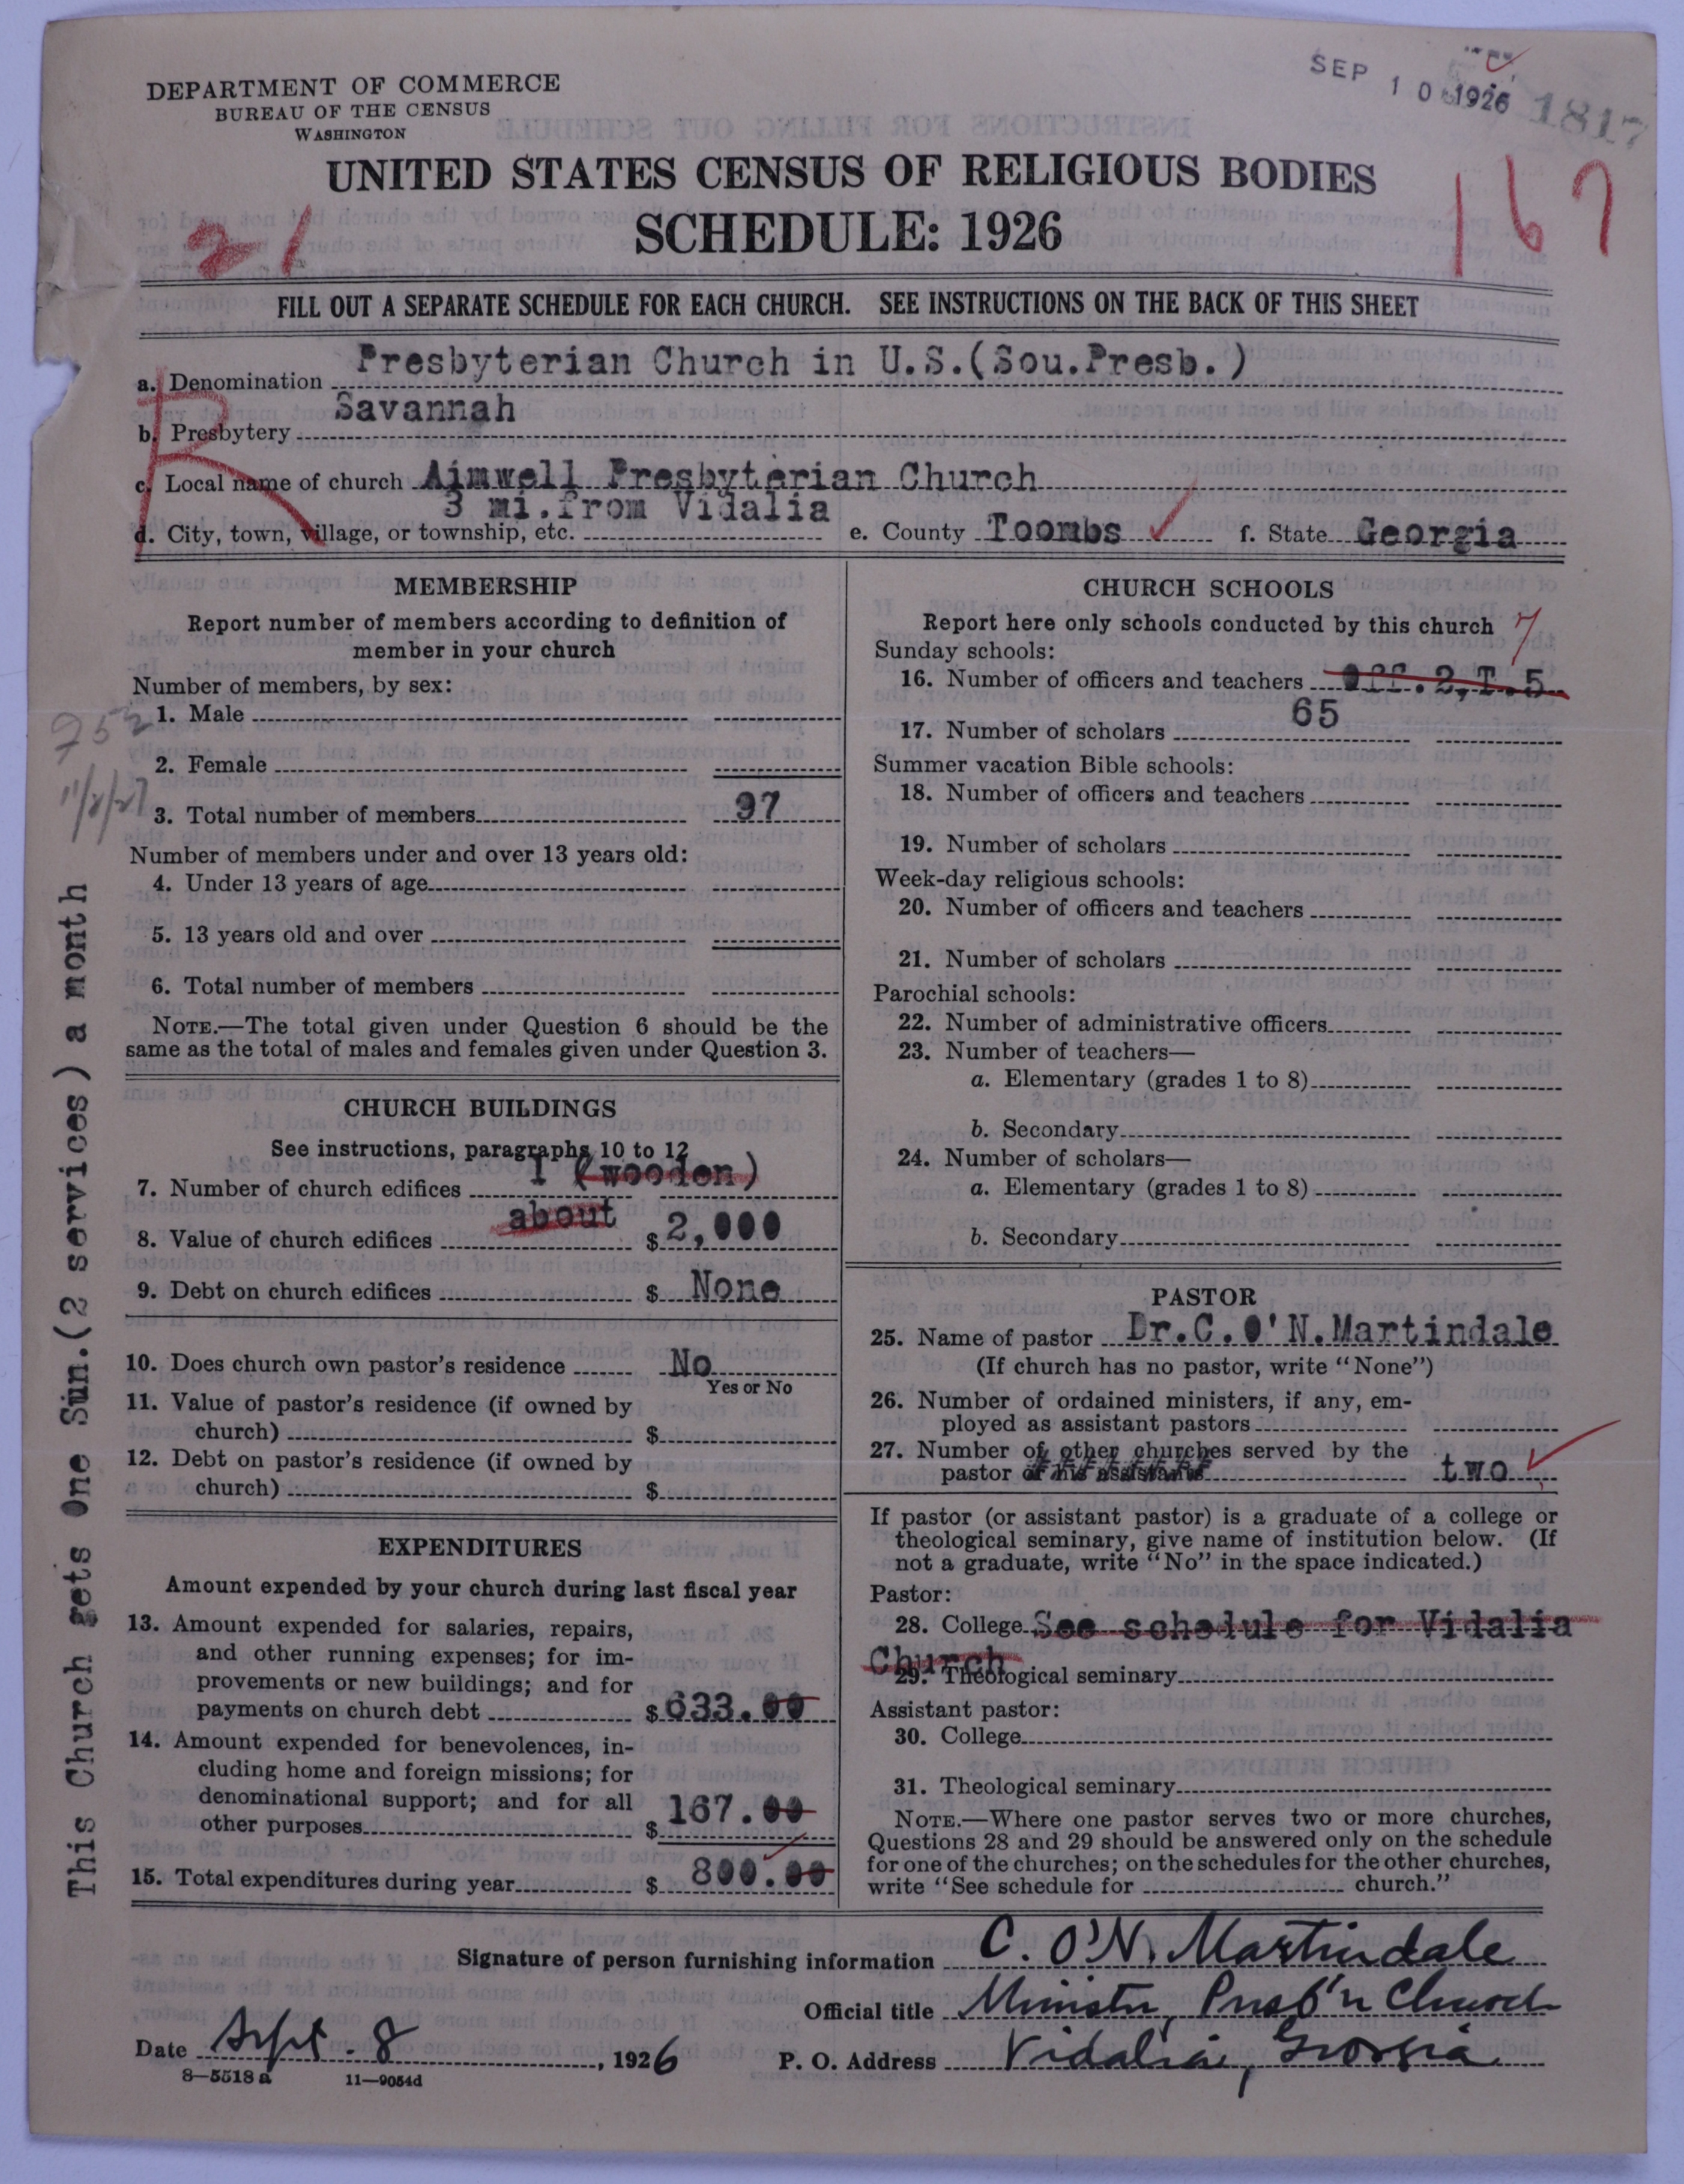 DEPARTMENT OF COMMERCE
BUREAU OF THE CENSUS
WASHINGTON
SEP 10 1926
1817
UNITED STATES CENSUS OF RELIGIOUS BODIES
SCHEDULE: 1926
21
167
FILL OUT A SEPARATE SCHEDULE FOR EACH CHURCH. SEE INSTRUCTIONS ON THE BACK OF THIS SHEET
a. Denomination Presbyterian Church in U.S.(Sou.Presb.)
b. Presbytery Savannah
R
c. Local name of church Aimwell Presbyterian Church
d. City, town, village, or township, etc. 3 mi.from Vidalia e. County Toombs ✓ f. State Georgia
MEMBERSHIP
Report number of members according to definition of
member in your church
Number of members, by sex:
1. Male
2. Female
11/2/27
3. Total number of members 97
Number of members under and over 13 years old:
4. Under 13 years of age
5. 13 years old and over
6. Total number of members
NOTE.—The total given under Question 6 should be the
same as the total of males and females given under Question 3.
CHURCH BUILDINGS
See instructions, paragraphs 10 to 12
7. Number of church edifices 1 (wooden)
8. Value of church edifices about $2,000
9. Debt on church edifices $ None
10. Does church own pastor's residence No
Yes or No
11. Value of pastor's residence (if owned by
church) $
12. Debt on pastor's residence (if owned by
church) $
EXPENDITURES
Amount expended by your church during last fiscal year
13. Amount expended for salaries, repairs,
and other running expenses; for im-
provements or new buildings; and for
payments on church debt $633.00
14. Amount expended for benevolences, in-
cluding home and foreign missions; for
denominational support; and for all
other purposes $167.00
15. Total expenditures during year $800.00
This Church gets One Sun.(2 services) a month
CHURCH SCHOOLS
Report here only schools conducted by this church
7
Sunday schools:
16. Number of officers and teachers Off.2,T.5
17. Number of scholars 65
Summer vacation Bible schools:
18. Number of officers and teachers
19. Number of scholars
Week-day religious schools:
20. Number of officers and teachers
21. Number of scholars
Parochial schools:
22. Number of administrative officers
23. Number of teachers—
a. Elementary (grades 1 to 8)
b. Secondary
24. Number of scholars—
a. Elementary (grades 1 to 8)
b. Secondary
PASTOR
25. Name of pastor Dr.C.O'N.Martindale
(If church has no pastor, write "None")
26. Number of ordained ministers, if any, em-
ployed as assistant pastors
27. Number of other churches served by the
pastor or his assistants two ✓
If pastor (or assistant pastor) is a graduate of a college or
theological seminary, give name of institution below. (If
not a graduate, write "No" in the space indicated.)
Pastor:
28. College See schedule for Vidalia
Church
29. Theological seminary
Assistant pastor:
30. College
31. Theological seminary
NOTE.—Where one pastor serves two or more churches,
Questions 28 and 29 should be answered only on the schedule
for one of the churches; on the schedules for the other churches,
write "See schedule for church."
Signature of person furnishing information C. O'N. Martindale
Official title Minister, Presb'n Church
Date Sept. 8, 1926 P. O. Address Vidalia, Georgia
8—5518 a 11—9054d